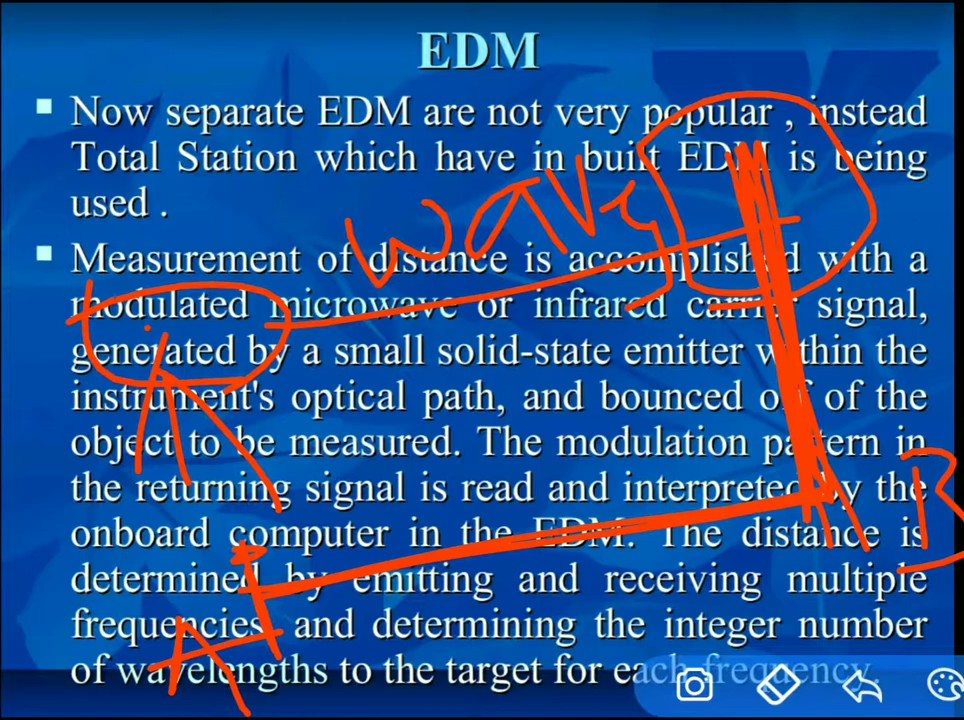 EDM
Now separate EDM are not very popular , instead
Total Station which have in built EDM is being
used .
wave
Measurement of distance is accomplished with a
modulated microwave or infrared carrier signal,
generated by a small solid-state emitter within the
instrument's optical path, and bounced off of the
object to be measured. The modulation pattern in
the returning signal is read and interpreted by the
B
onboard computer in the EDM. The distance is
determined by emitting and receiving multiple
frequencies, and determining the integer number
A
of wavelengths to the target for each frequency.